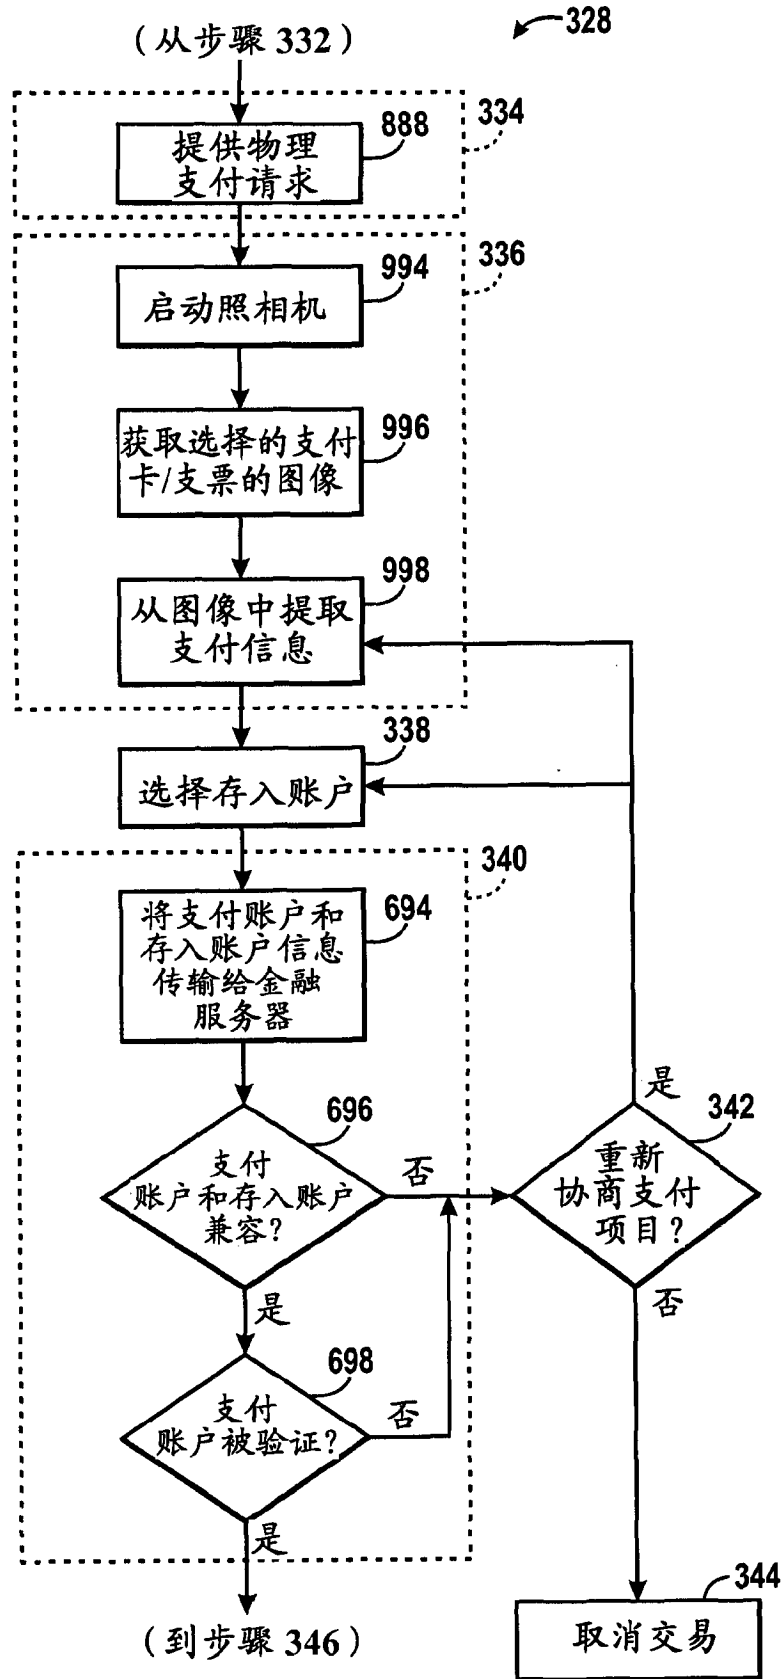 328
（从步骤 332）
334
888
提供物理
支付请求
336
994
启动照相机
996
获取选择的支付
卡/支票的图像
998
从图像中提取
支付信息
338
选择存入账户
340
694
将支付账户和
存入账户信息
传输给金融
服务器
是
696
342
支付
账户和存入账户
兼容?
否
重新
协商支付
项目?
是
否
698
支付
账户被验证?
否
是
344
（到步骤 346）
取消交易